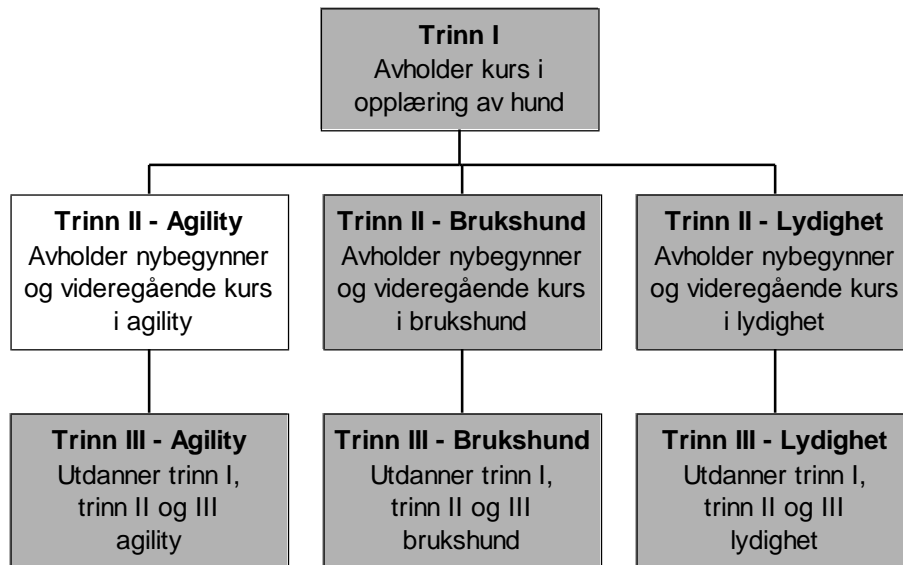 Trinn I
Avholder kurs i
opplæring av hund
Trinn II - Agility
Avholder nybegynner
og videregående kurs
i agility
Trinn II - Brukshund
Avholder nybegynner
og videregående kurs
i brukshund
Trinn II - Lydighet
Avholder nybegynner
og videregående kurs
i lydighet
Trinn III - Agility
Utdanner trinn I,
trinn II og III
agility
Trinn III - Brukshund
Utdanner trinn I,
trinn II og III
brukshund
Trinn III - Lydighet
Utdanner trinn I,
trinn II og III
lydighet